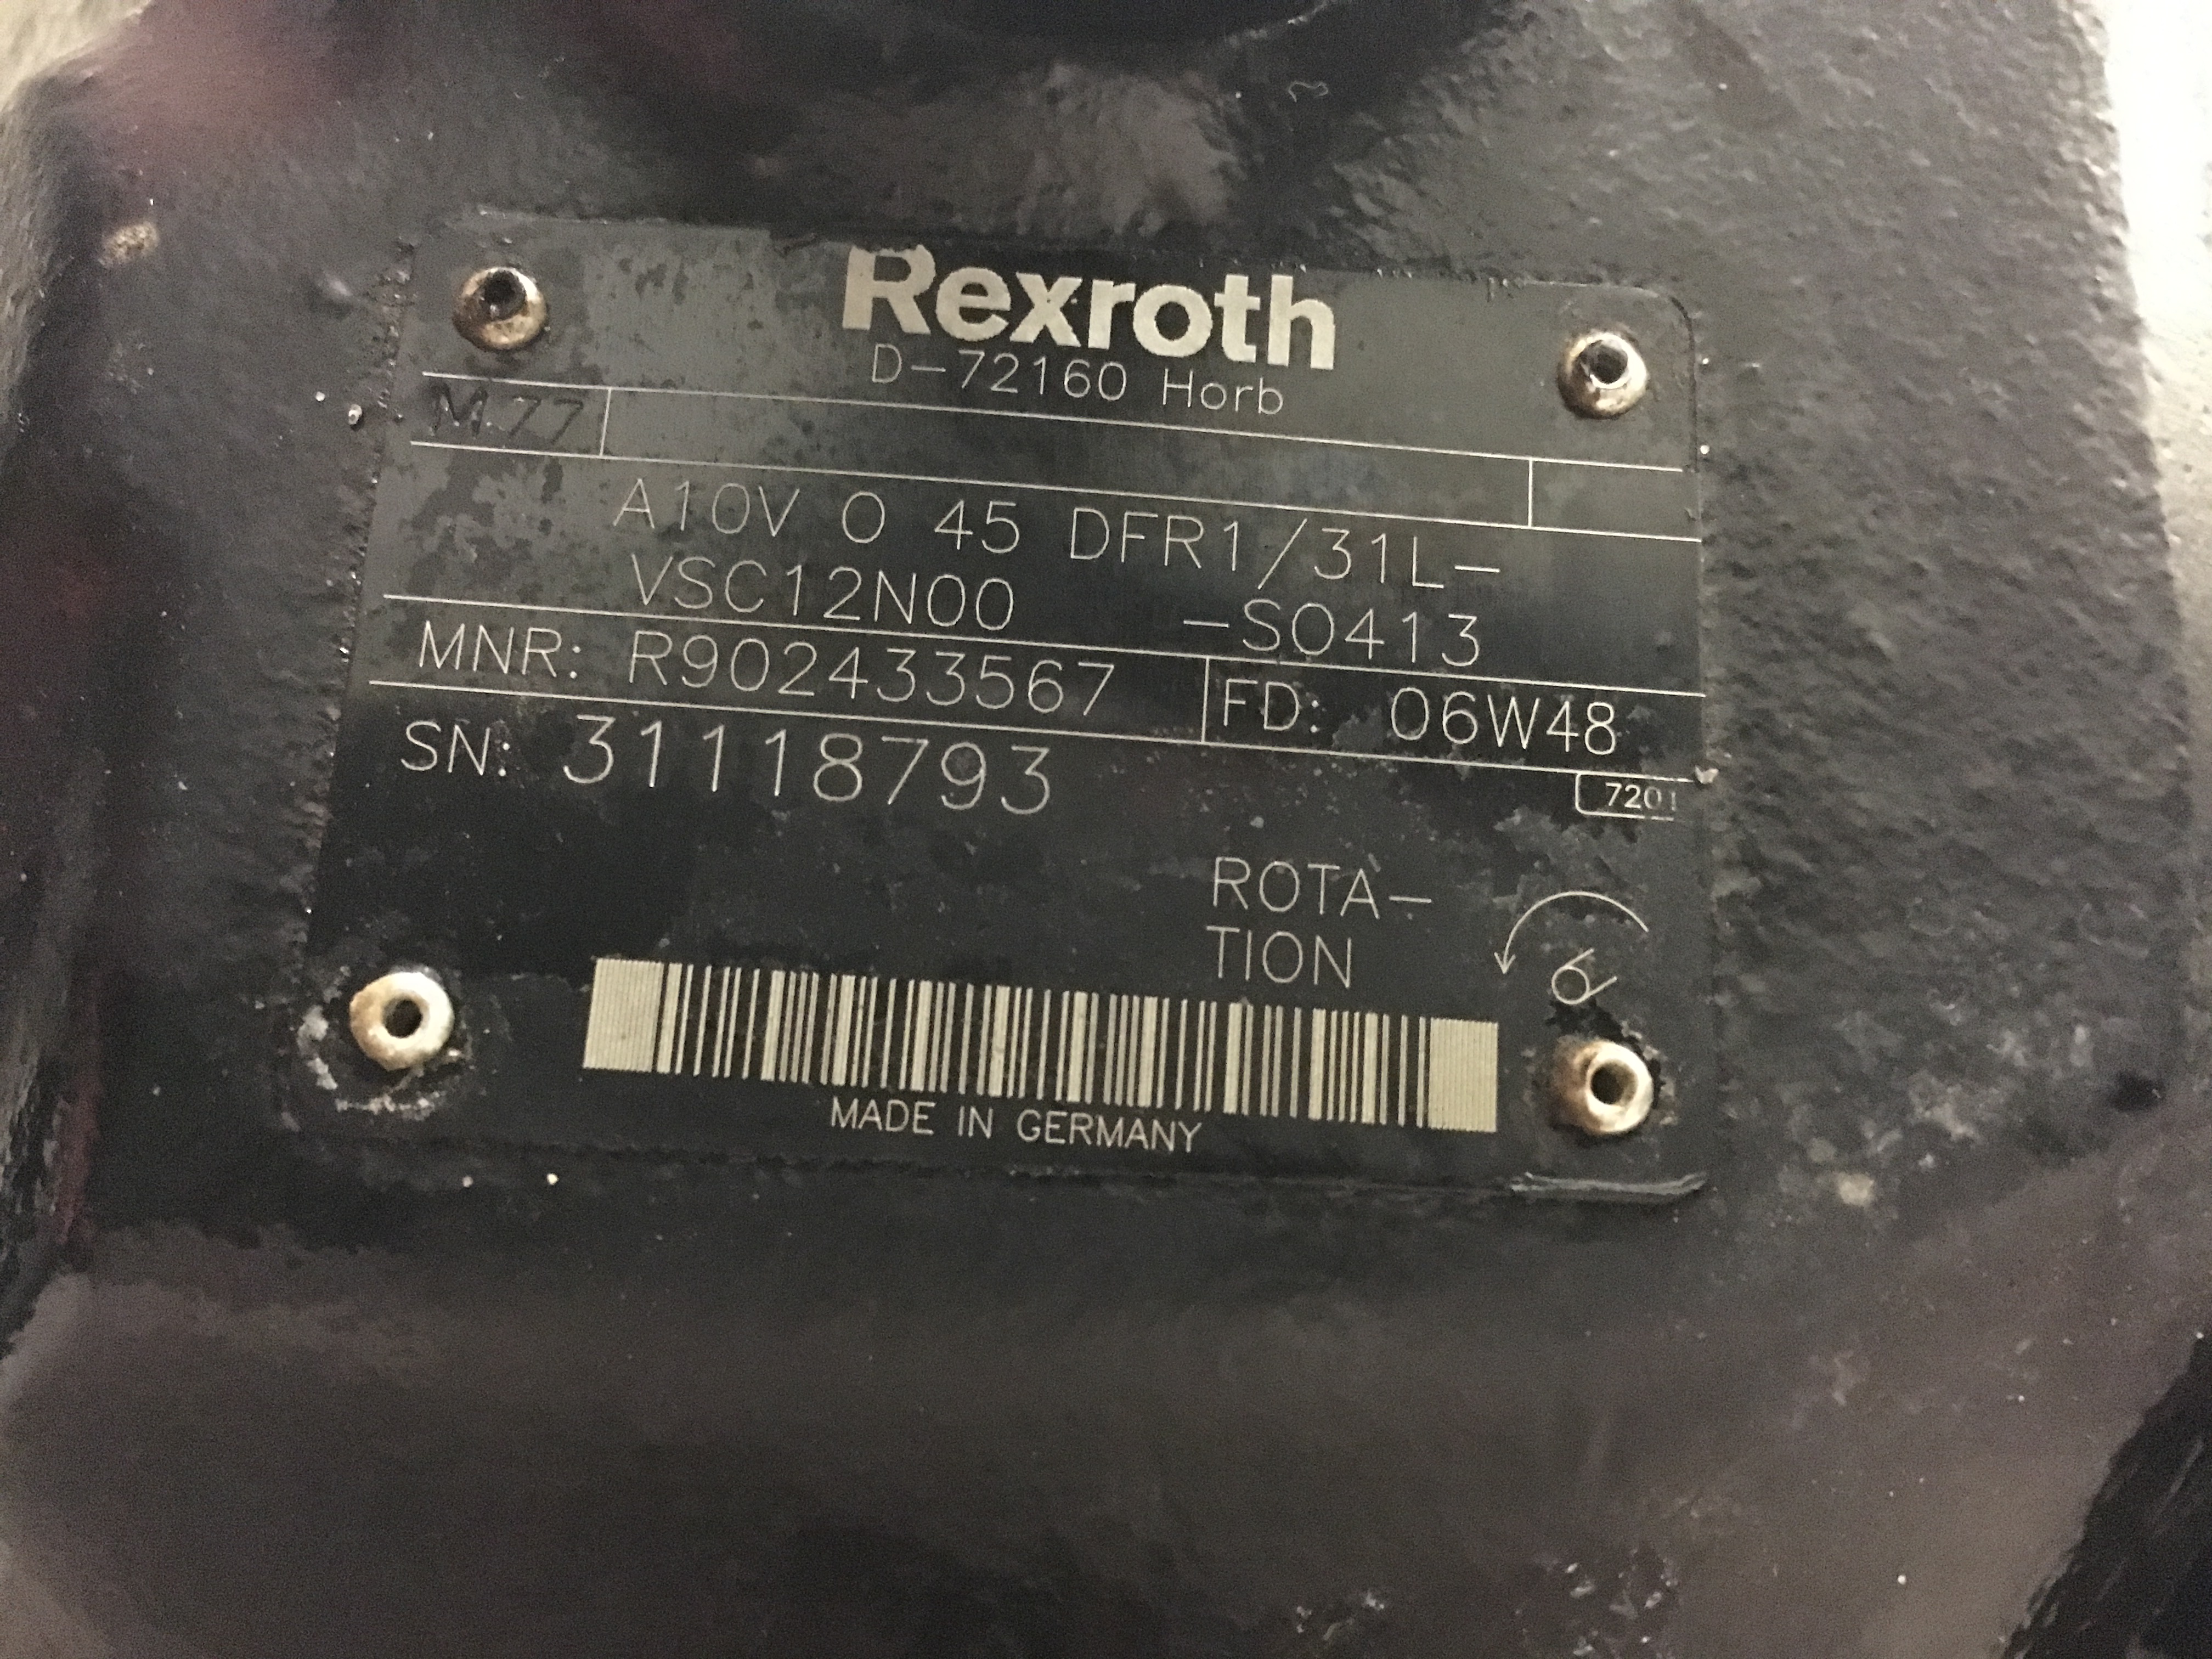 Rexroth
D-72160 Horb
M77
A10V O 45 DFR1/31L-
VSC12N00 -SO413
MNR: R902433567 FD: 06W48
SN: 31118793
7201
ROTA-
TION
MADE IN GERMANY